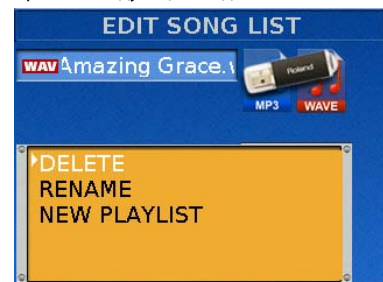 EDIT SONG LIST
WAV Amazing Grace.w
Roland
MP3 WAVE
DELETE
RENAME
NEW PLAYLIST